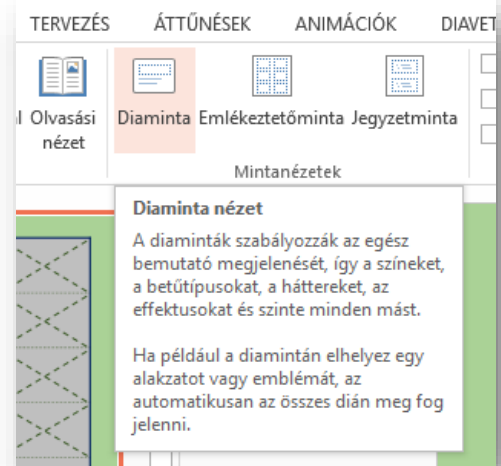 TERVEZÉS ÁTTŰNÉSEK ANIMÁCIÓK
Olvasási nézet
Diaminta
Emlékeztetőminta
Jegyzetminta
Mintanézetek
Diaminta nézet
A diaminták szabályozzák az egész
bemutató megjelenését, így a színeket,
a betűtípusokat, a háttereket, az
effektusokat és szinte minden mást.
Ha például a diamintán elhelyez egy
alakzatot vagy emblémát, az
automatikusan az összes dián meg fog
jelenni.